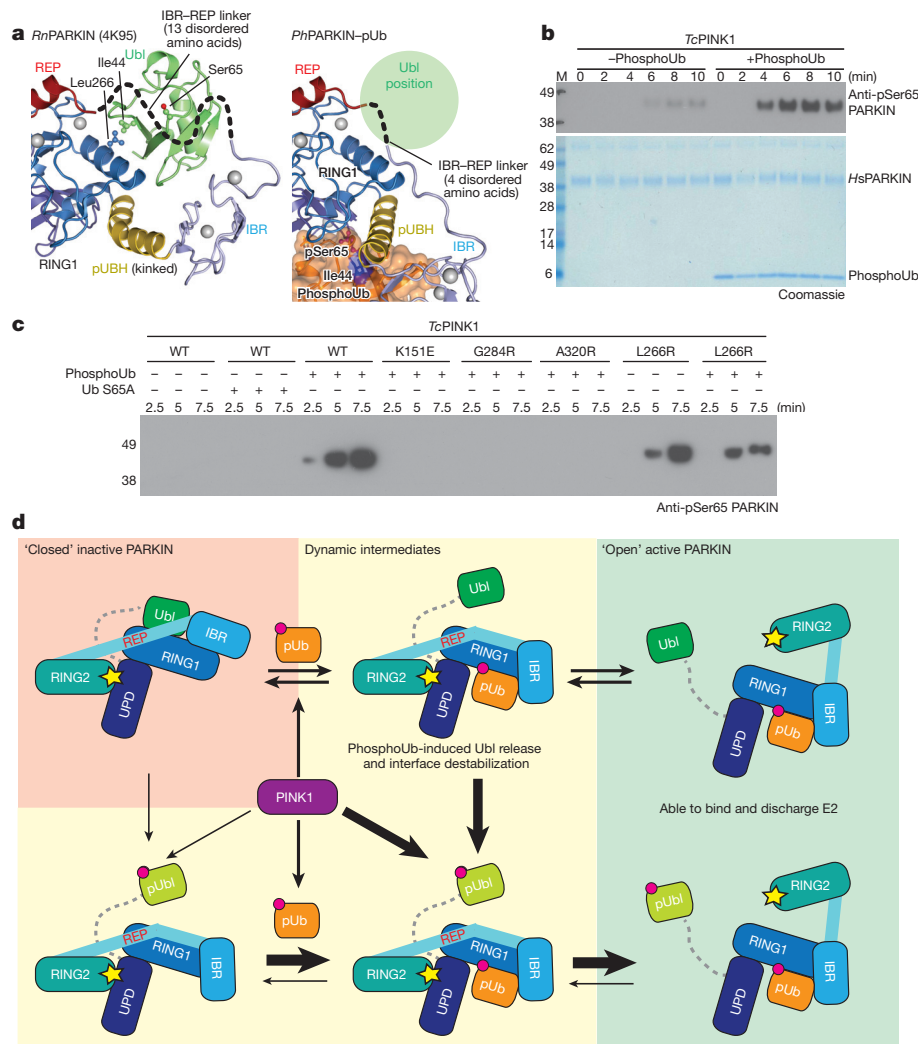 a
RnPARKIN (4K95)
IBR–REP linker
(13 disordered
amino acids)
Ubl
REP
Ile44
Leu266
Ser65
RING1
IBR
pUBH (kinked)
PhPARKIN–pUb
REP
Ubl
position
IBR–REP linker
(4 disordered
amino acids)
RING1
pUBH
pSer65
IBR
Ile44
PhosphoUb
b
TcPINK1
–PhosphoUb +PhosphoUb
M 0 2 4 6 8 10 0 2 4 6 8 10 (min)
49
38
Anti-pSer65
PARKIN
62
49
38
28
17
14
6
HsPARKIN
PhosphoUb
Coomassie
c
TcPINK1
WT WT WT K151E G284R A320R L266R L266R
PhosphoUb – – – – – – + + + + + + + + + + + + – – – + + +
Ub S65A – – – + + + – – – – – – – – – – – – – – – – – –
2.5 5 7.5 2.5 5 7.5 2.5 5 7.5 2.5 5 7.5 2.5 5 7.5 2.5 5 7.5 2.5 5 7.5 2.5 5 7.5 (min)
49
38
Anti-pSer65 PARKIN
d
'Closed' inactive PARKIN
Dynamic intermediates
'Open' active PARKIN
Ubl
REP
IBR
RING1
RING2
UPD
pUb
Ubl
REP
RING1
RING2
IBR
pUb
UPD
Ubl
RING2
RING1
IBR
pUb
UPD
PhosphoUb-induced Ubl release
and interface destabilization
PINK1
Able to bind and discharge E2
pUbl
REP
RING1
RING2
IBR
UPD
pUb
pUbl
REP
RING1
RING2
IBR
pUb
UPD
pUbl
RING2
RING1
IBR
pUb
UPD